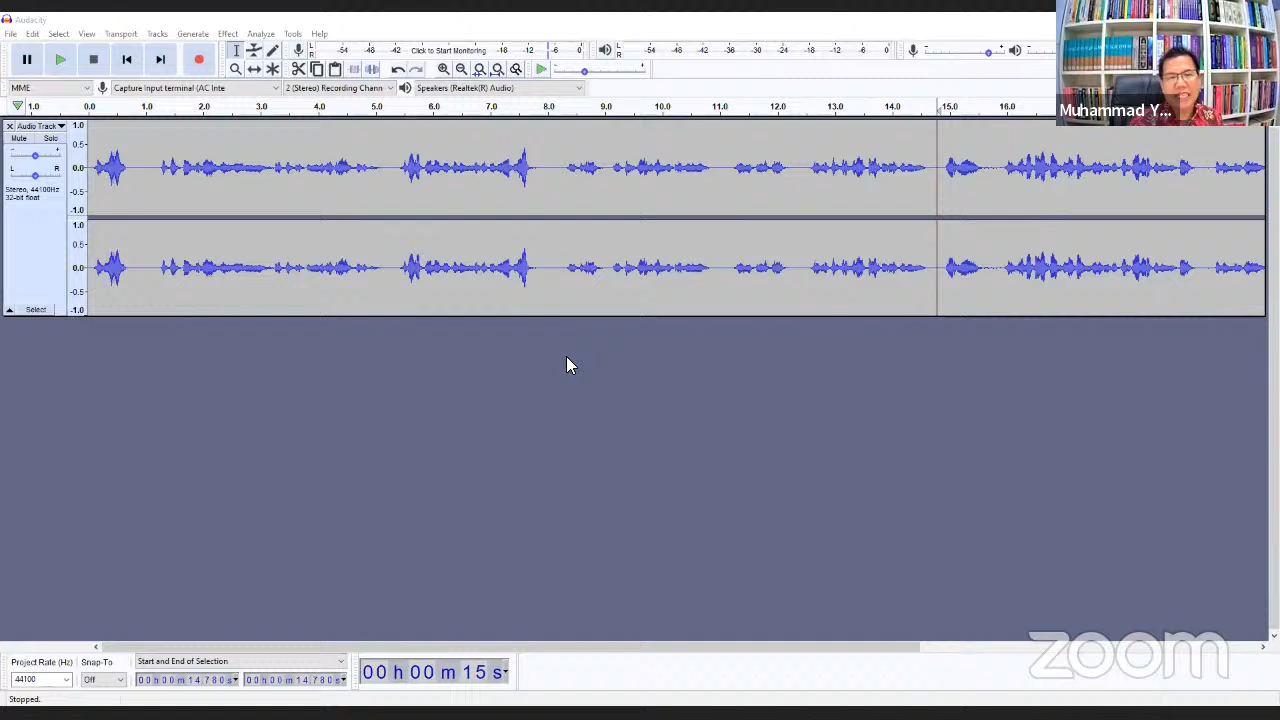 Audacity
File Edit Select View Transport Tracks Generate Effect Analyze Tools Help
L R -54 -48 -42 Click to Start Monitoring -18 -12 -6 0 L R -54 -48 -42 -36 -30 -24 -18 -12 -6 0
MME Capture Input terminal (AC Inte 2 (Stereo) Recording Chann Speakers (Realtek(R) Audio)
1.0 0.0 1.0 2.0 3.0 4.0 5.0 6.0 7.0 8.0 9.0 10.0 11.0 12.0 13.0 14.0 15.0 16.0
Muhammad Y...
Audio Track 1.0
Mute Solo
0.5
L R 0.0
Stereo, 44100Hz -0.5
32-bit float
-1.0
1.0
0.5
0.0
-0.5
Select -1.0
zoom
Project Rate (Hz) Snap-To Start and End of Selection
00 h 00 m 15 s
44100 Off 00 h 00 m 14.780 s 00 h 00 m 14.780 s
Stopped.